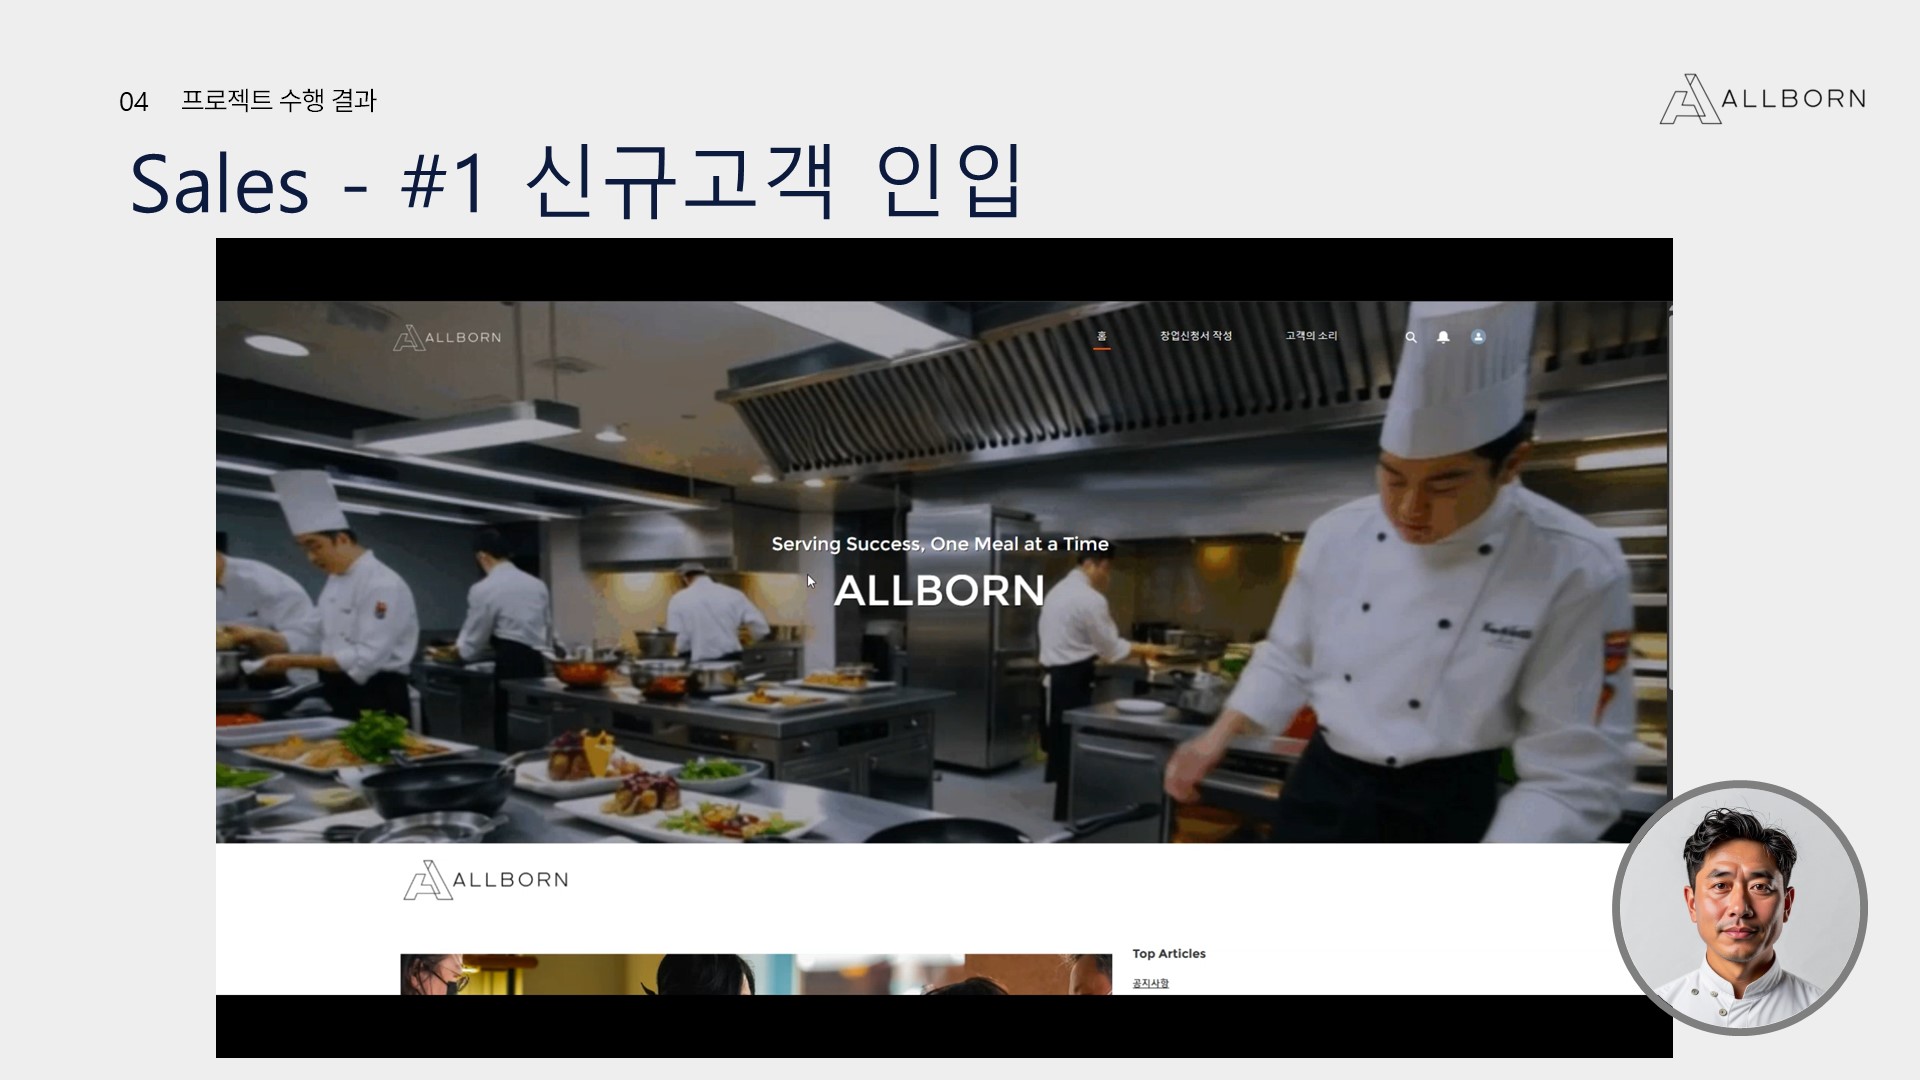 04 프로젝트 수행 결과
ALLBORN
Sales - #1 신규고객 인입
ALLBORN
홈 창업신청서 작성 고객의 소리
Serving Success, One Meal at a Time
ALLBORN
ALLBORN
Top Articles
공지사항